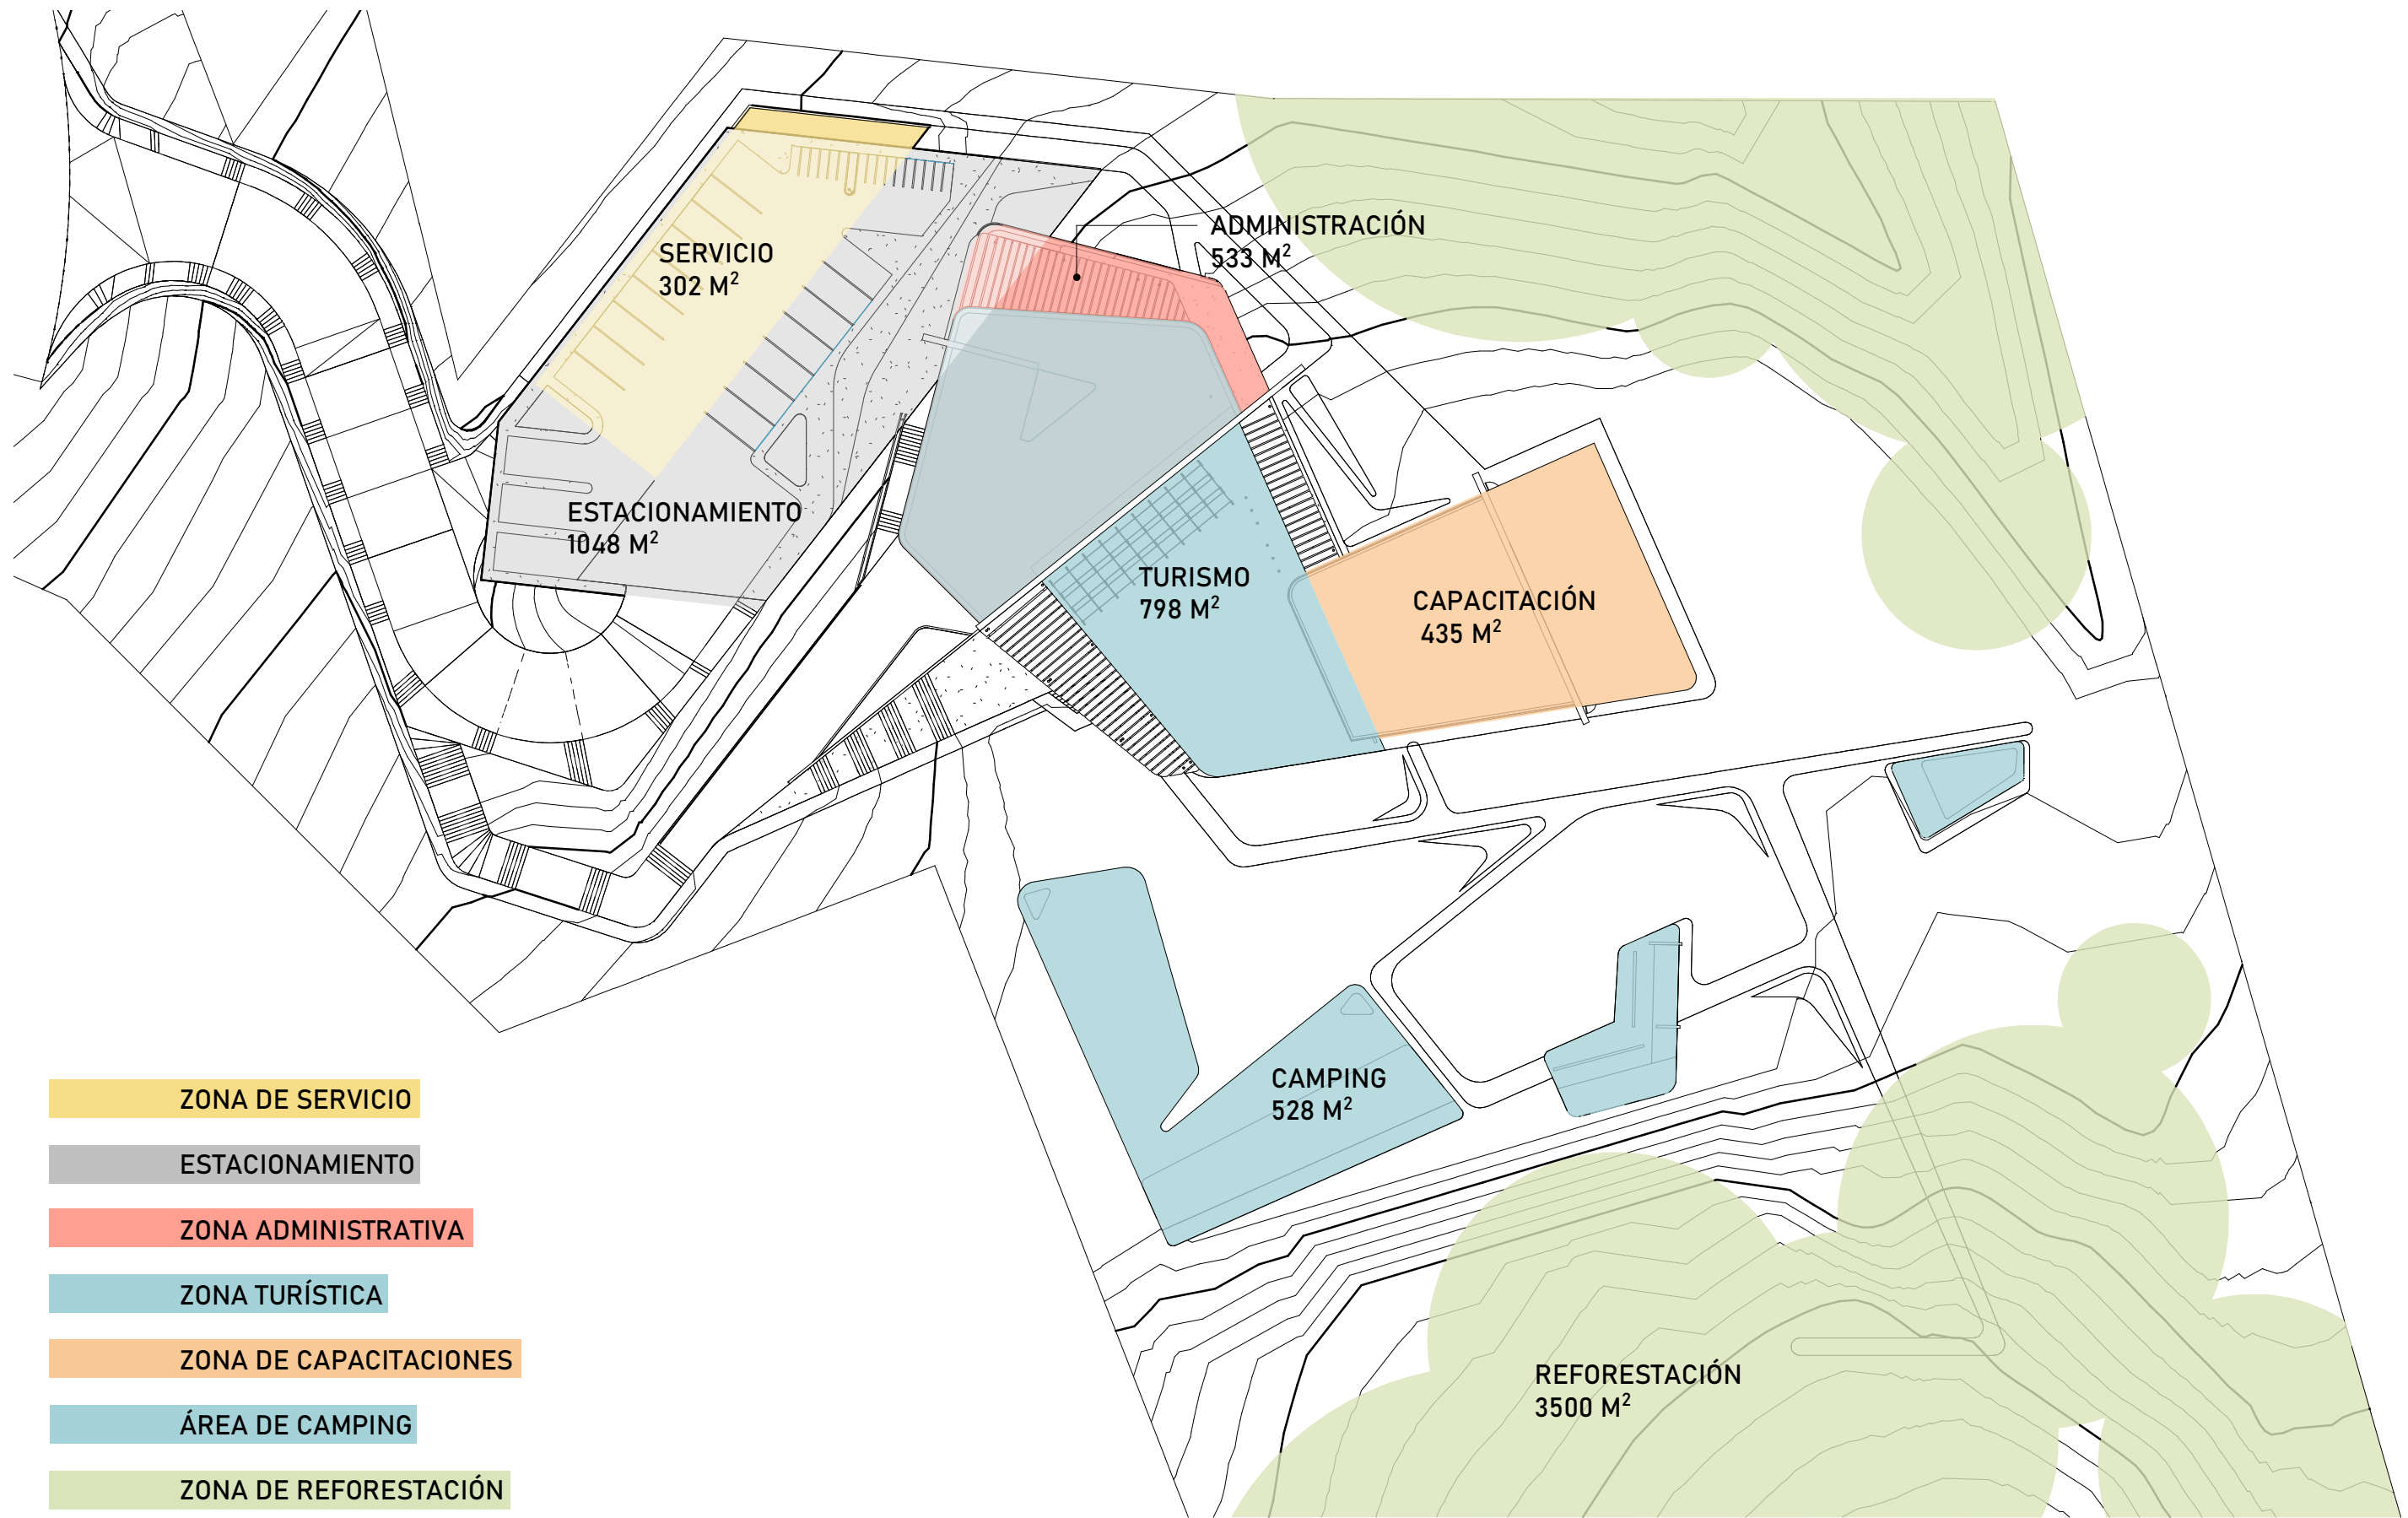 ADMINISTRACIÓN
533 M²
SERVICIO
302 M²
ESTACIONAMIENTO
1048 M²
TURISMO
798 M²
CAPACITACIÓN
435 M²
CAMPING
528 M²
REFORESTACIÓN
3500 M²
ZONA DE SERVICIO
ESTACIONAMIENTO
ZONA ADMINISTRATIVA
ZONA TURÍSTICA
ZONA DE CAPACITACIONES
ÁREA DE CAMPING
ZONA DE REFORESTACIÓN